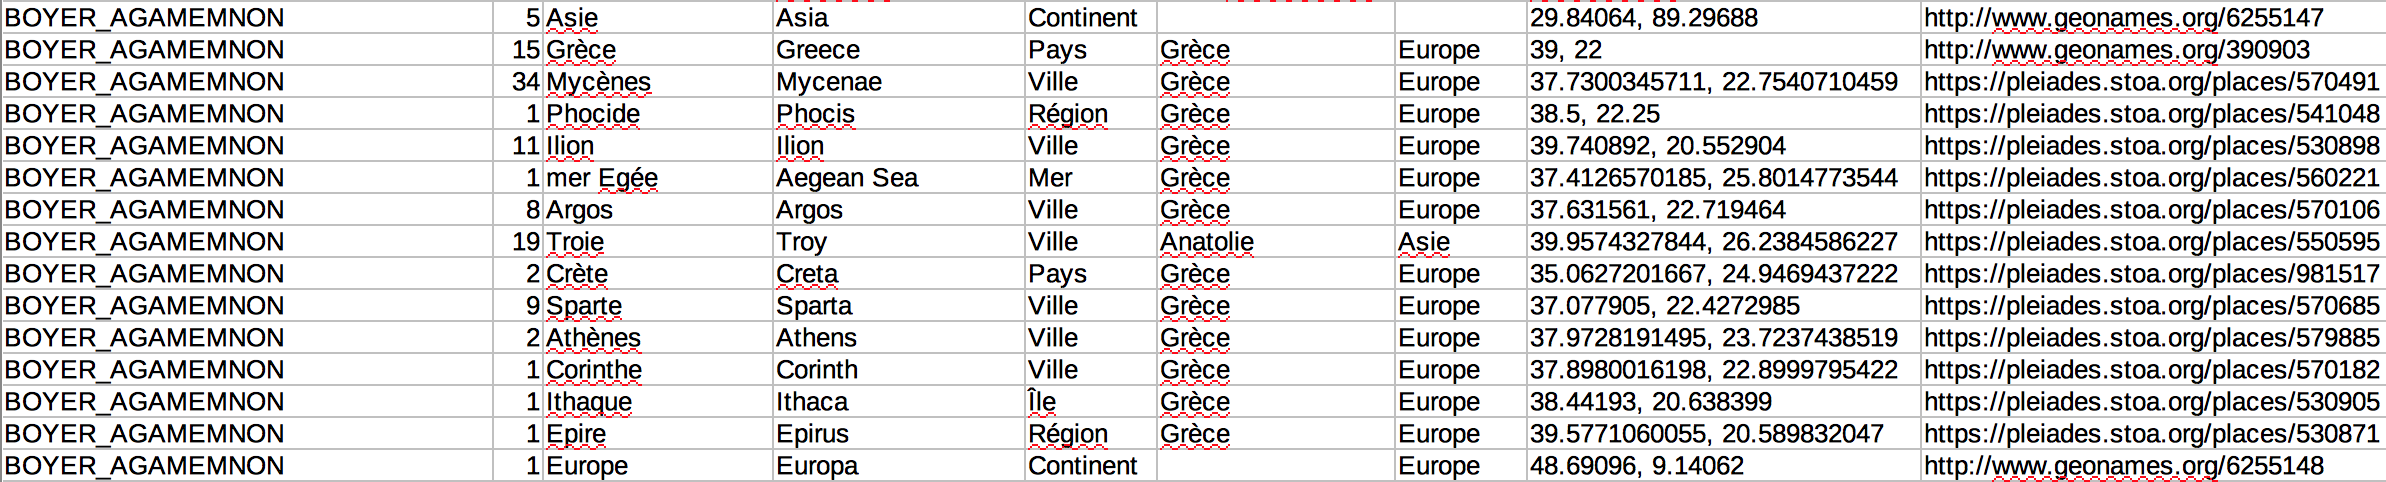 BOYER_AGAMEMNON 5 Asie Asia Continent 29.84064, 89.29688 http://www.geonames.org/6255147
BOYER_AGAMEMNON 15 Grèce Greece Pays Grèce Europe 39, 22 http://www.geonames.org/390903
BOYER_AGAMEMNON 34 Mycènes Mycenae Ville Grèce Europe 37.7300345711, 22.7540710459 https://pleiades.stoa.org/places/570491
BOYER_AGAMEMNON 1 Phocide Phocis Région Grèce Europe 38.5, 22.25 https://pleiades.stoa.org/places/541048
BOYER_AGAMEMNON 11 Ilion Ilion Ville Grèce Europe 39.740892, 20.552904 https://pleiades.stoa.org/places/530898
BOYER_AGAMEMNON 1 mer Egée Aegean Sea Mer Grèce Europe 37.4126570185, 25.8014773544 https://pleiades.stoa.org/places/560221
BOYER_AGAMEMNON 8 Argos Argos Ville Grèce Europe 37.631561, 22.719464 https://pleiades.stoa.org/places/570106
BOYER_AGAMEMNON 19 Troie Troy Ville Anatolie Asie 39.9574327844, 26.2384586227 https://pleiades.stoa.org/places/550595
BOYER_AGAMEMNON 2 Crète Creta Pays Grèce Europe 35.0627201667, 24.9469437222 https://pleiades.stoa.org/places/981517
BOYER_AGAMEMNON 9 Sparte Sparta Ville Grèce Europe 37.077905, 22.4272985 https://pleiades.stoa.org/places/570685
BOYER_AGAMEMNON 2 Athènes Athens Ville Grèce Europe 37.9728191495, 23.7237438519 https://pleiades.stoa.org/places/579885
BOYER_AGAMEMNON 1 Corinthe Corinth Ville Grèce Europe 37.8980016198, 22.8999795422 https://pleiades.stoa.org/places/570182
BOYER_AGAMEMNON 1 Ithaque Ithaca Île Grèce Europe 38.44193, 20.638399 https://pleiades.stoa.org/places/530905
BOYER_AGAMEMNON 1 Epire Epirus Région Grèce Europe 39.5771060055, 20.589832047 https://pleiades.stoa.org/places/530871
BOYER_AGAMEMNON 1 Europe Europa Continent Europe 48.69096, 9.14062 http://www.geonames.org/6255148